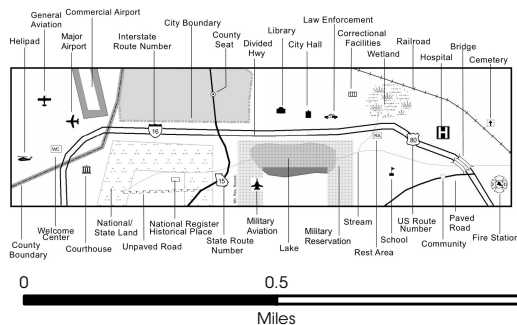 General
Aviation
Commercial Airport
Helipad
Major
Airport
Interstate
Route Number
City Boundary
County
Seat
Divided
Hwy
Library
City Hall
Law Enforcement
Correctional
Facilities
Wetland
Railroad
Hospital
Bridge
Cemetery
16
WC
RA
80
15
County
Boundary
Welcome
Center
Courthouse
National/
State Land
Unpaved Road
National Register
Historical Place
State Route
Number
Military
Aviation
Lake
Military
Reservation
Stream
Rest Area
School
US Route
Number
Community
Paved
Road
Fire Station
0
0.5
Miles